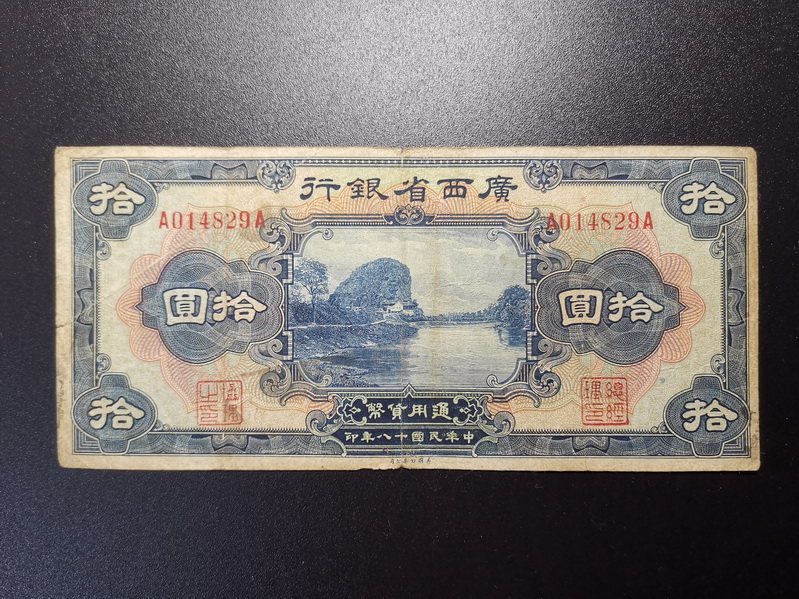 拾
廣西省銀行
拾
A014829A
A014829A
拾圓
拾圓
通用貨幣
中華民國十八年印
拾
拾